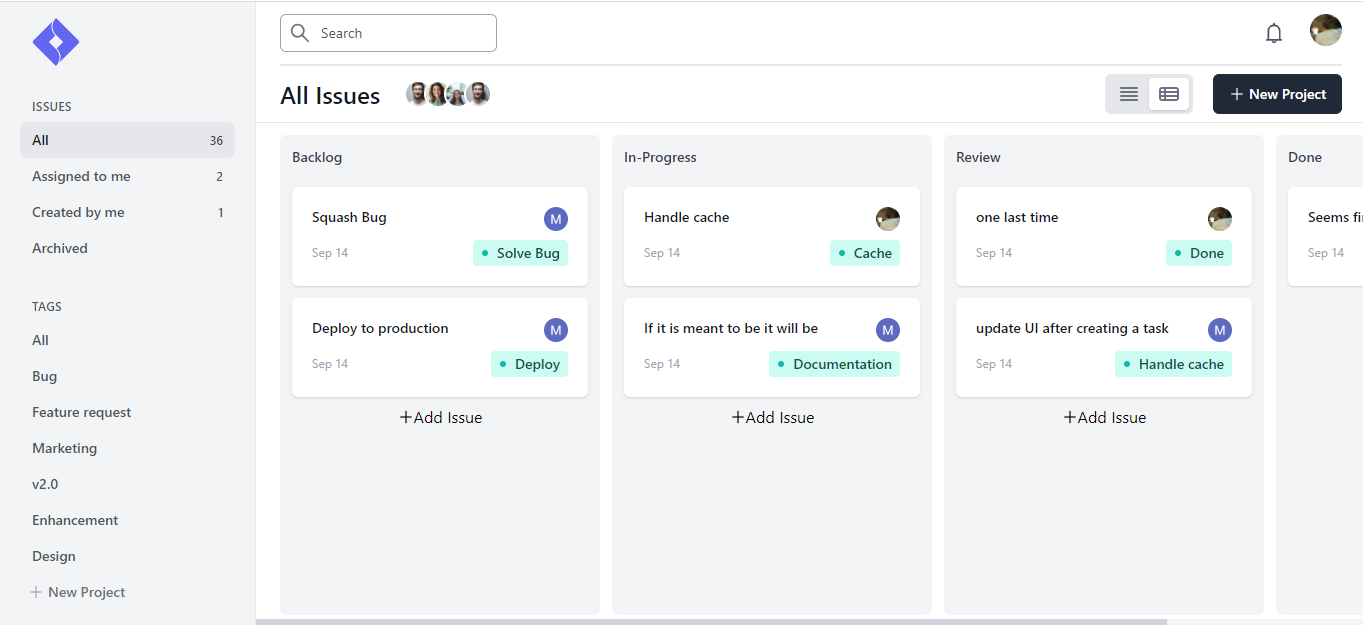 Search
ISSUES
All 36
Assigned to me 2
Created by me 1
Archived
TAGS
All
Bug
Feature request
Marketing
v2.0
Enhancement
Design
New Project
All Issues
New Project
Backlog
Squash Bug
M
Sep 14
Solve Bug
Deploy to production
M
Sep 14
Deploy
+Add Issue
In-Progress
Handle cache
Sep 14
Cache
If it is meant to be it will be
M
Sep 14
Documentation
+Add Issue
Review
one last time
Sep 14
Done
update UI after creating a task
M
Sep 14
Handle cache
+Add Issue
Done
Seems
Sep 14